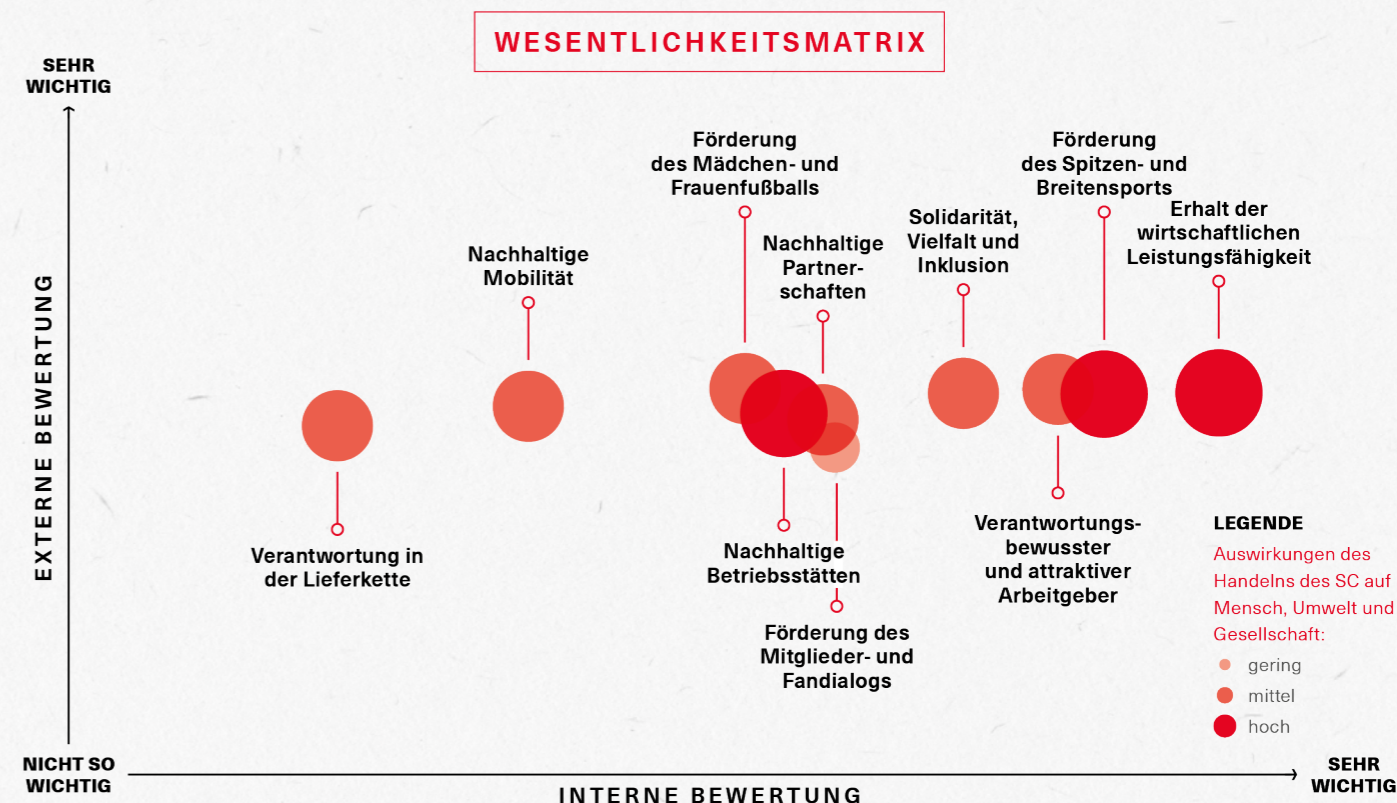 WESENTLICHKEITSMATRIX
SEHR
WICHTIG
EXTERNE BEWERTUNG
Förderung
des Mädchen- und
Frauenfußballs
Förderung
des Spitzen- und
Breitensports
Erhalt der
wirtschaftlichen
Leistungsfähigkeit
Solidarität,
Vielfalt und
Inklusion
Nachhaltige
Partner-
schaften
Nachhaltige
Mobilität
Verantwortung in
der Lieferkette
Nachhaltige
Betriebsstätten
Förderung des
Mitglieder- und
Fandialogs
Verantwortungs-
bewusster
und attraktiver
Arbeitgeber
LEGENDE
Auswirkungen des
Handelns des SC auf
Mensch, Umwelt und
Gesellschaft:
gering
mittel
hoch
NICHT SO
WICHTIG
INTERNE BEWERTUNG
SEHR
WICHTIG